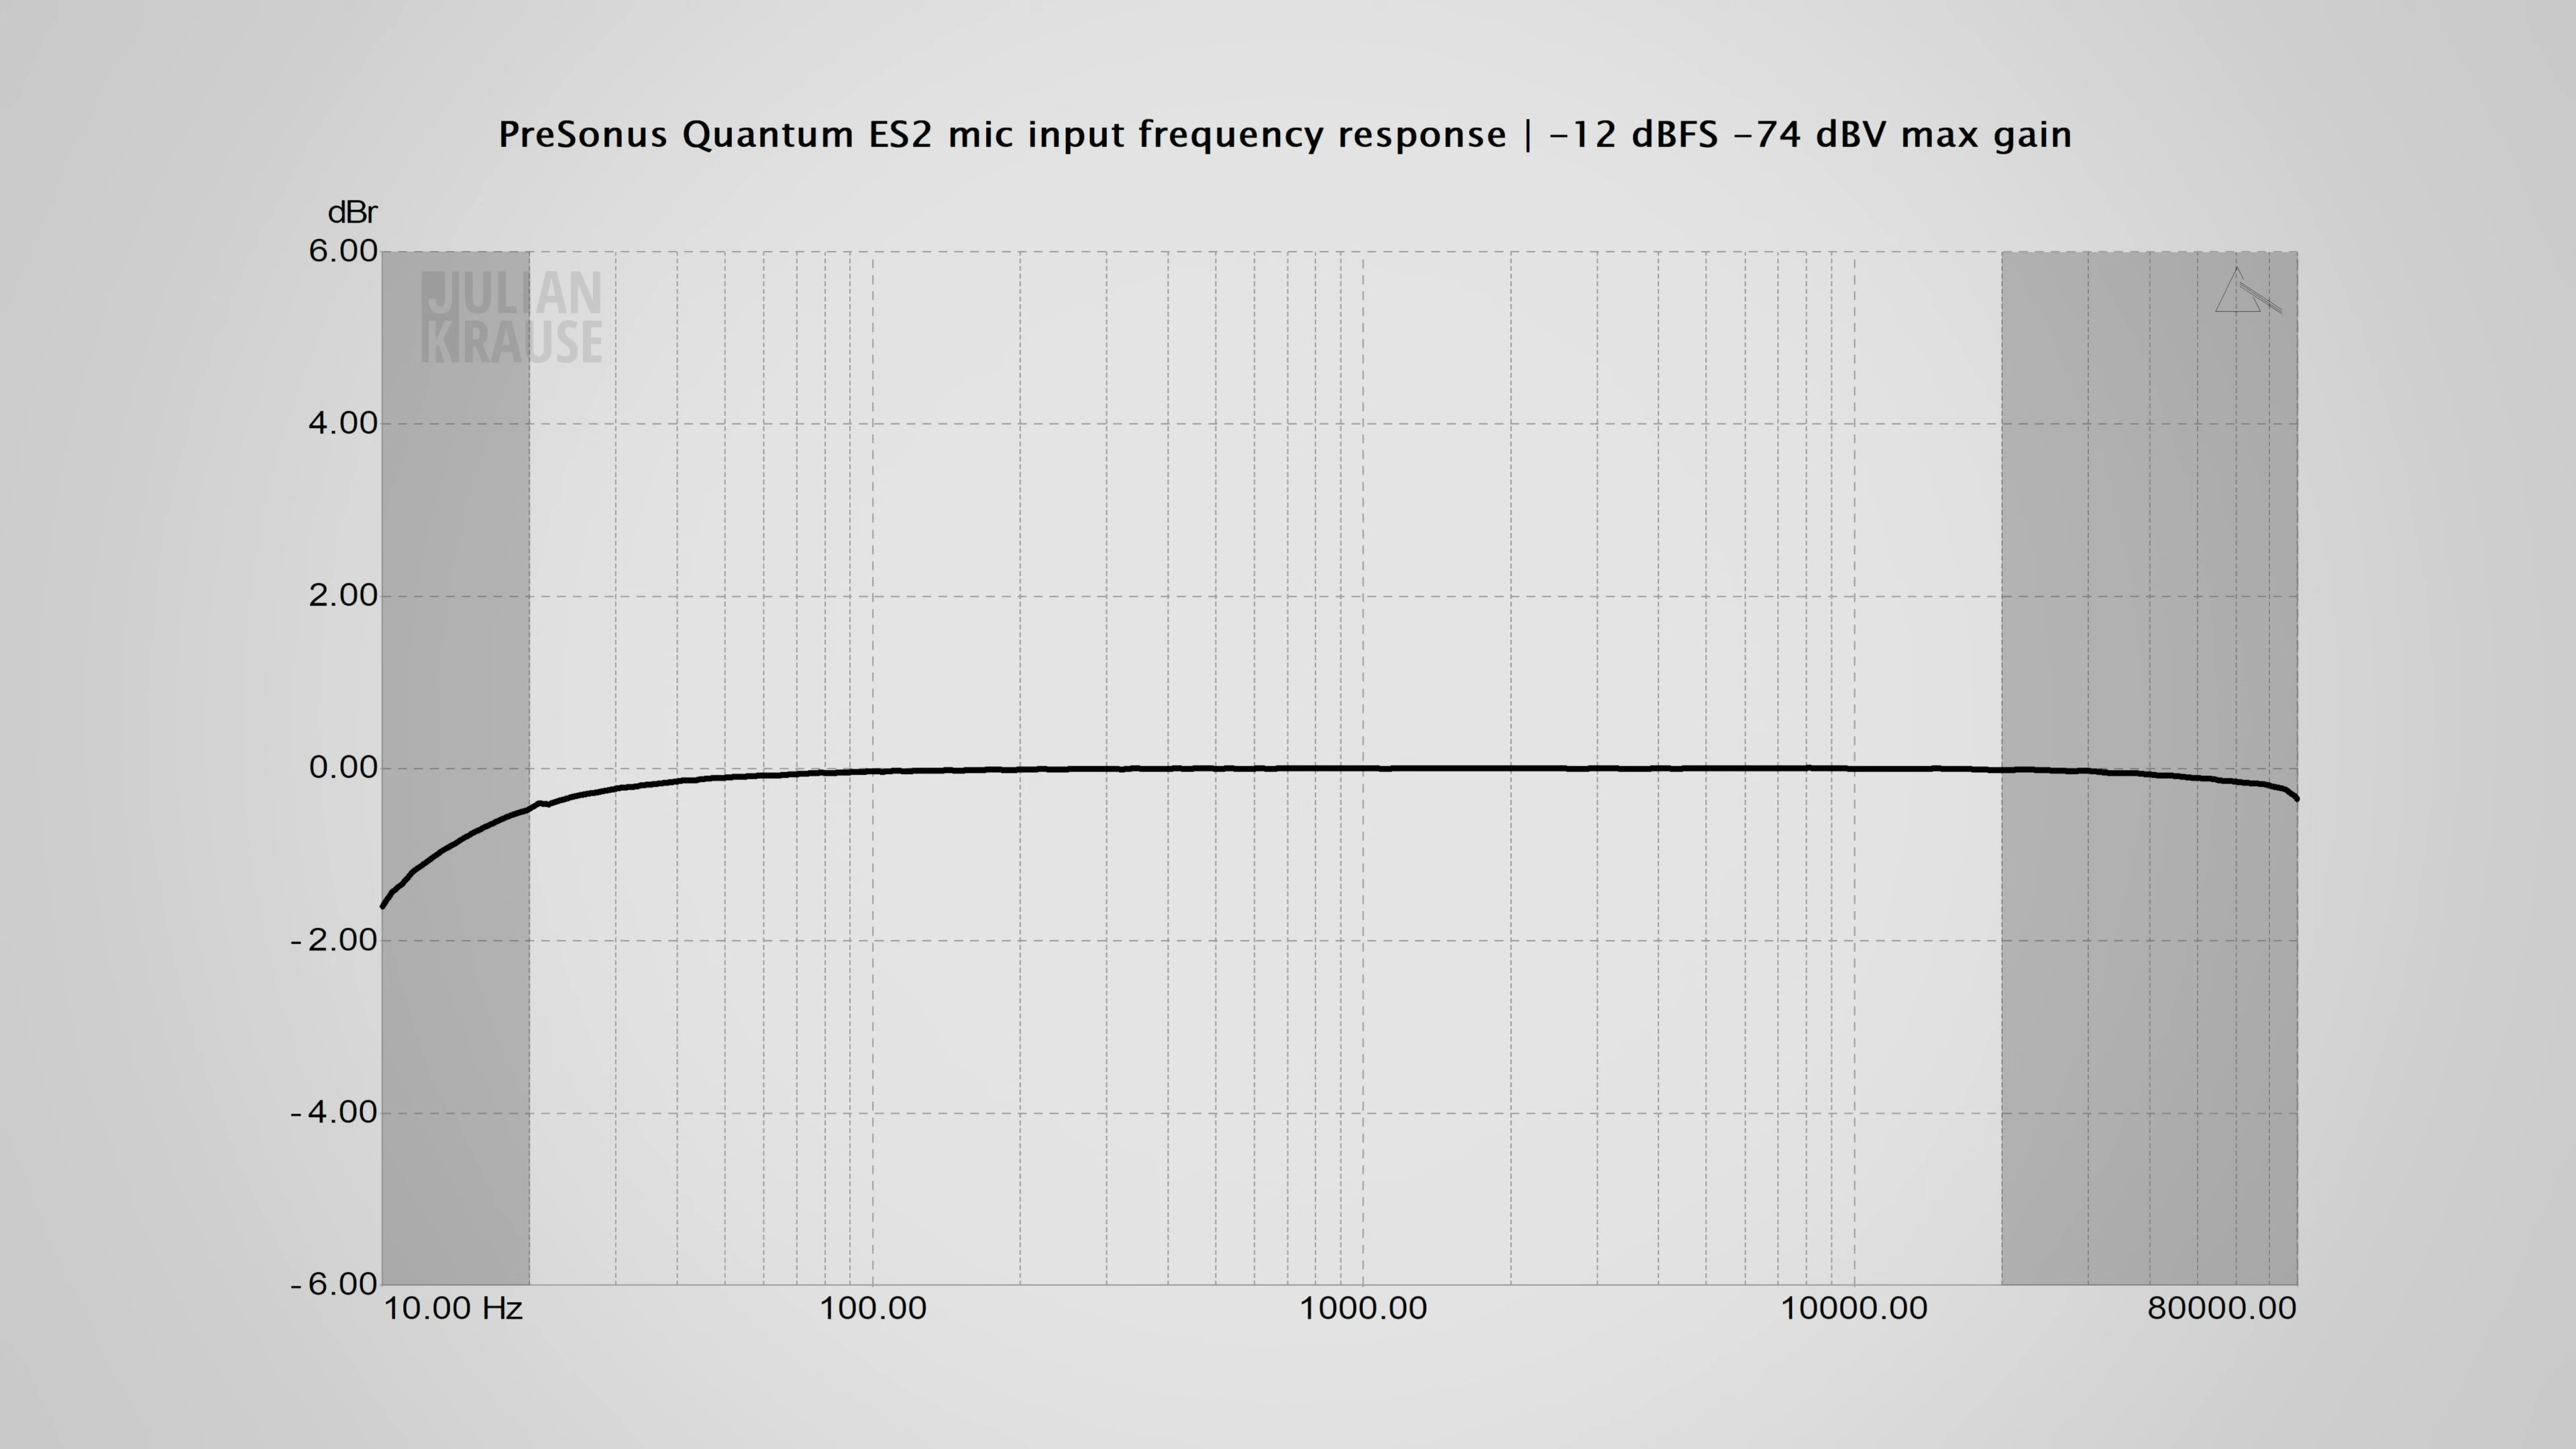 PreSonus Quantum ES2 mic input frequency response | -12 dBFS -74 dBV max gain
dBr
6.00
JULIAN
KRAUSE
4.00
2.00
0.00
-2.00
-4.00
-6.00
10.00 Hz 100.00 1000.00 10000.00 80000.00